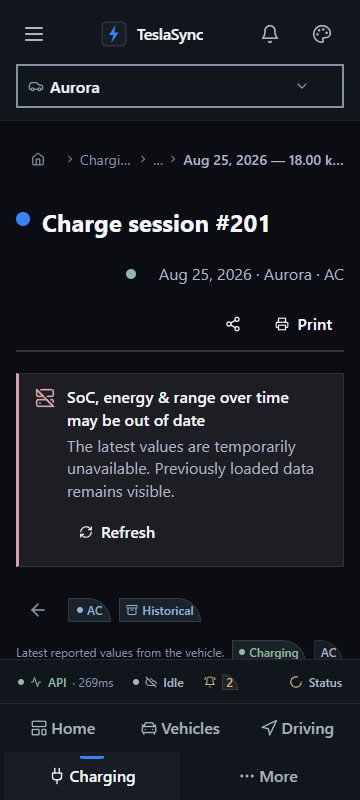 TeslaSync
Aurora
Chargi... ... Aug 25, 2026 — 18.00 k...
Charge session #201
Aug 25, 2026 · Aurora · AC
Print
SoC, energy & range over time
may be out of date
The latest values are temporarily
unavailable. Previously loaded data
remains visible.
Refresh
AC Historical
Latest reported values from the vehicle. Charging AC
API · 269ms Idle 2 Status
Home Vehicles Driving
Charging More